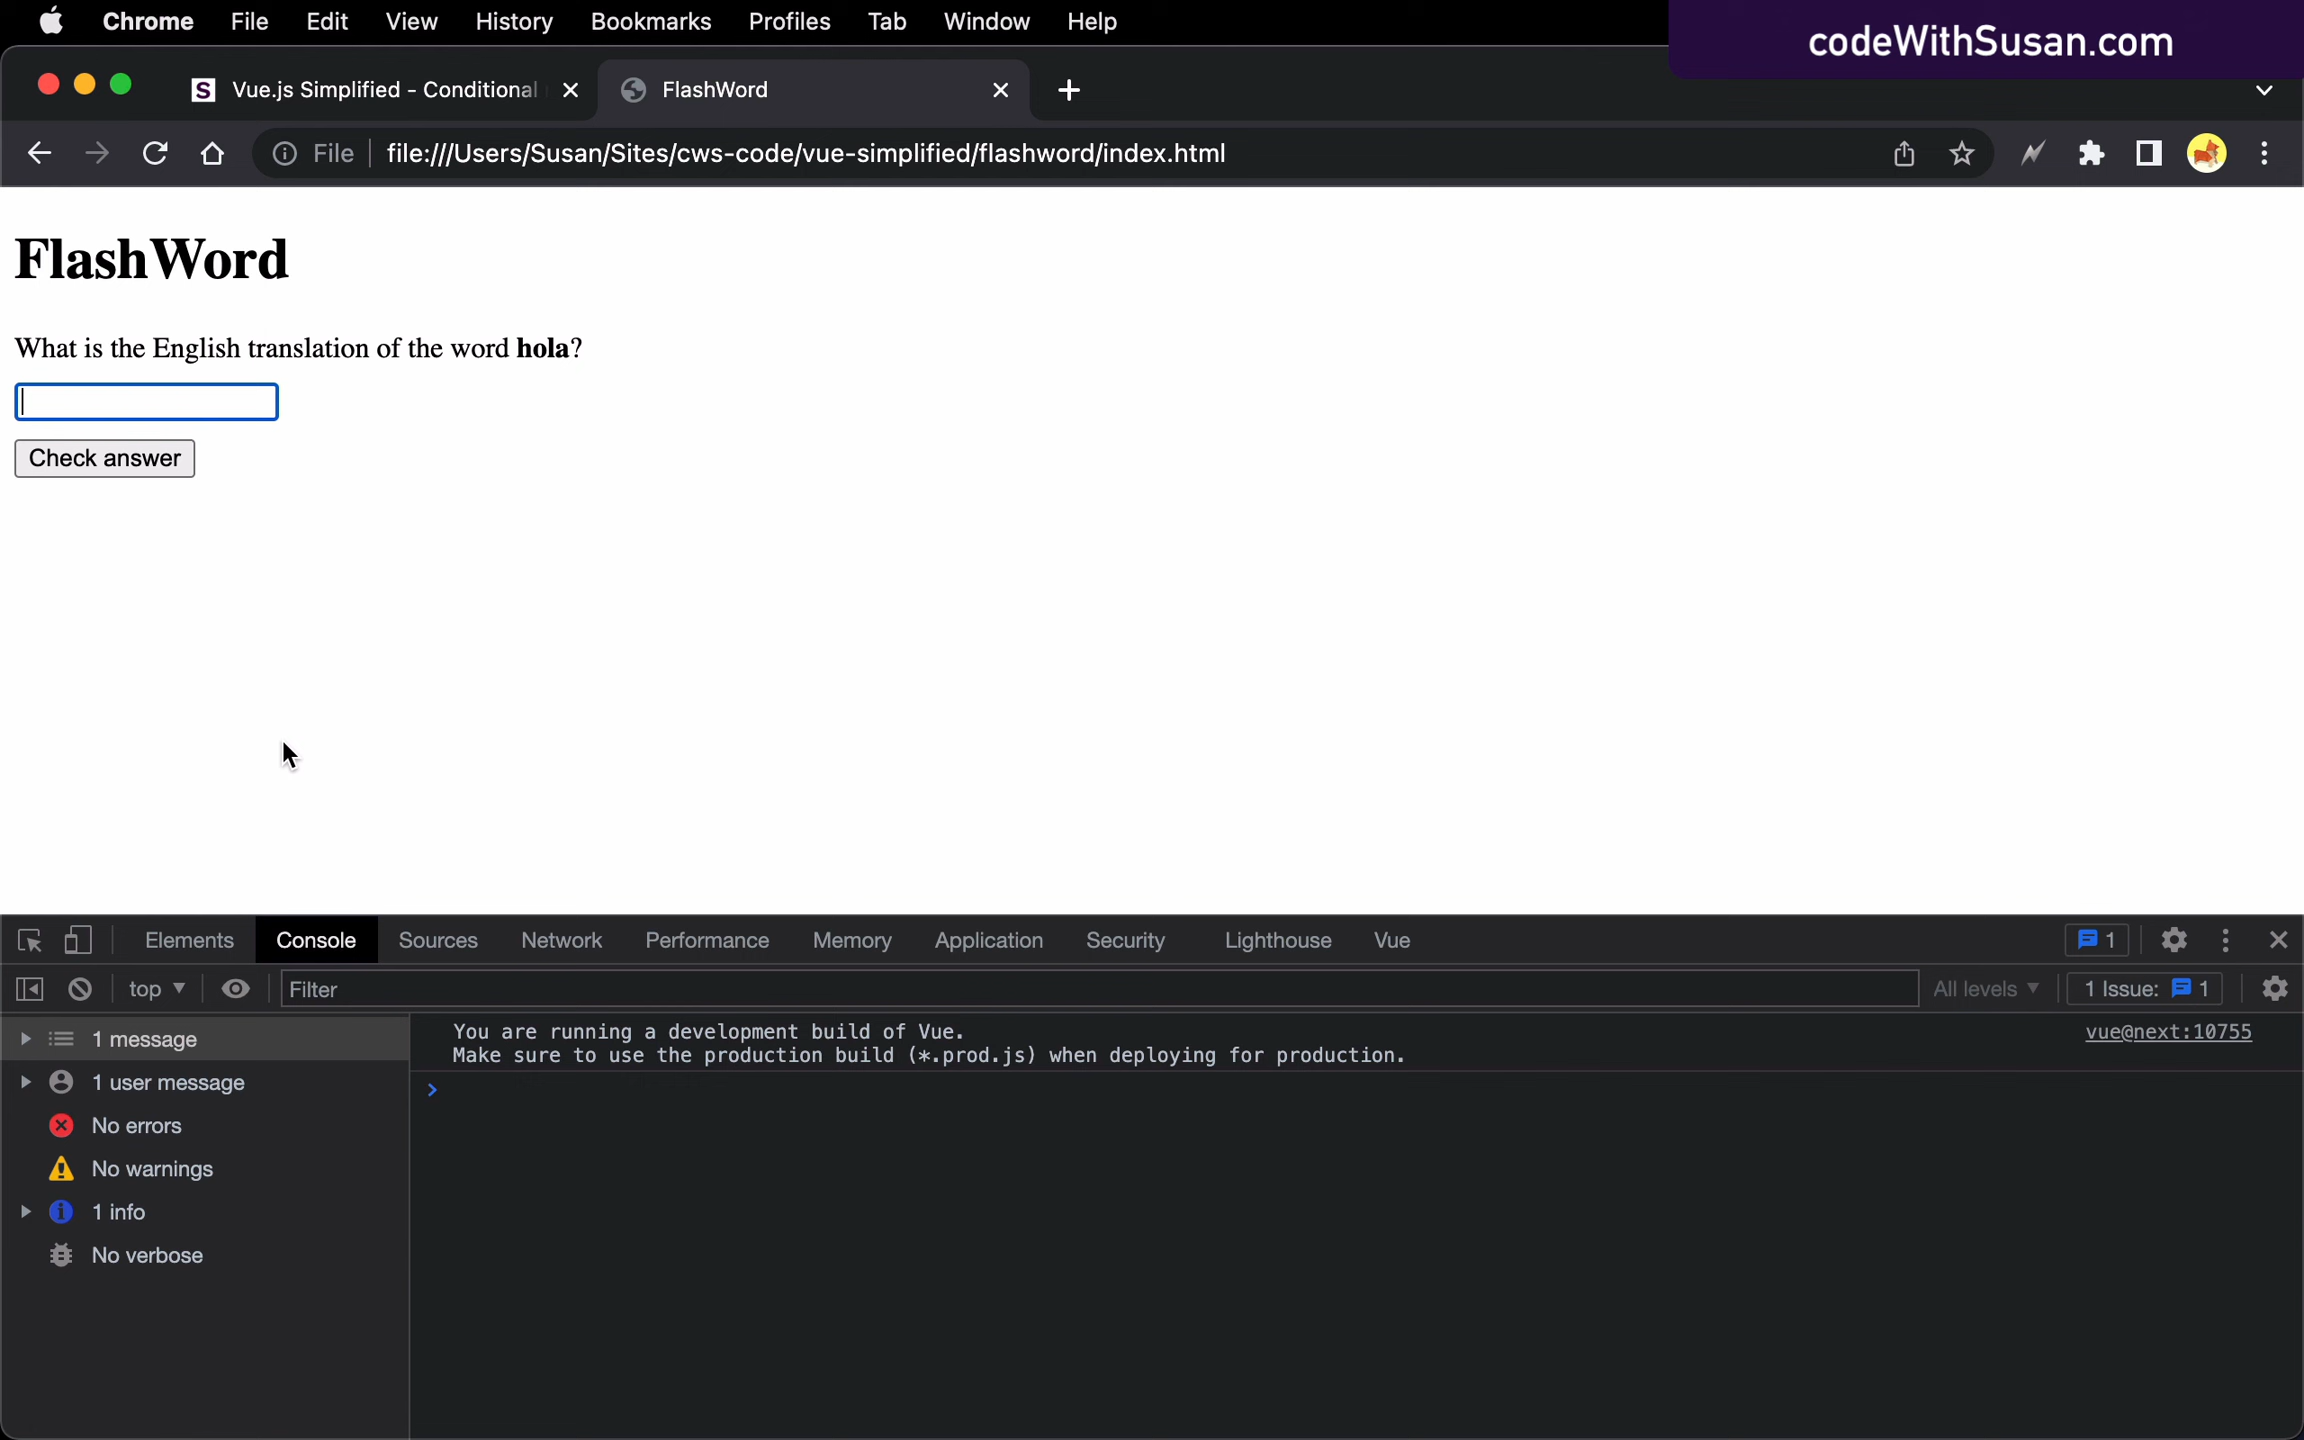 Chrome File Edit View History Bookmarks Profiles Tab Window Help
codeWithSusan.com
Vue.js Simplified - Conditional
FlashWord
File file:///Users/Susan/Sites/cws-code/vue-simplified/flashword/index.html
FlashWord
What is the English translation of the word hola?
Check answer
Elements Console Sources Network Performance Memory Application Security Lighthouse Vue 1
top Filter All levels 1 Issue: 1
1 message
1 user message
No errors
No warnings
1 info
No verbose
You are running a development build of Vue. vue@next:10755
Make sure to use the production build (*.prod.js) when deploying for production.